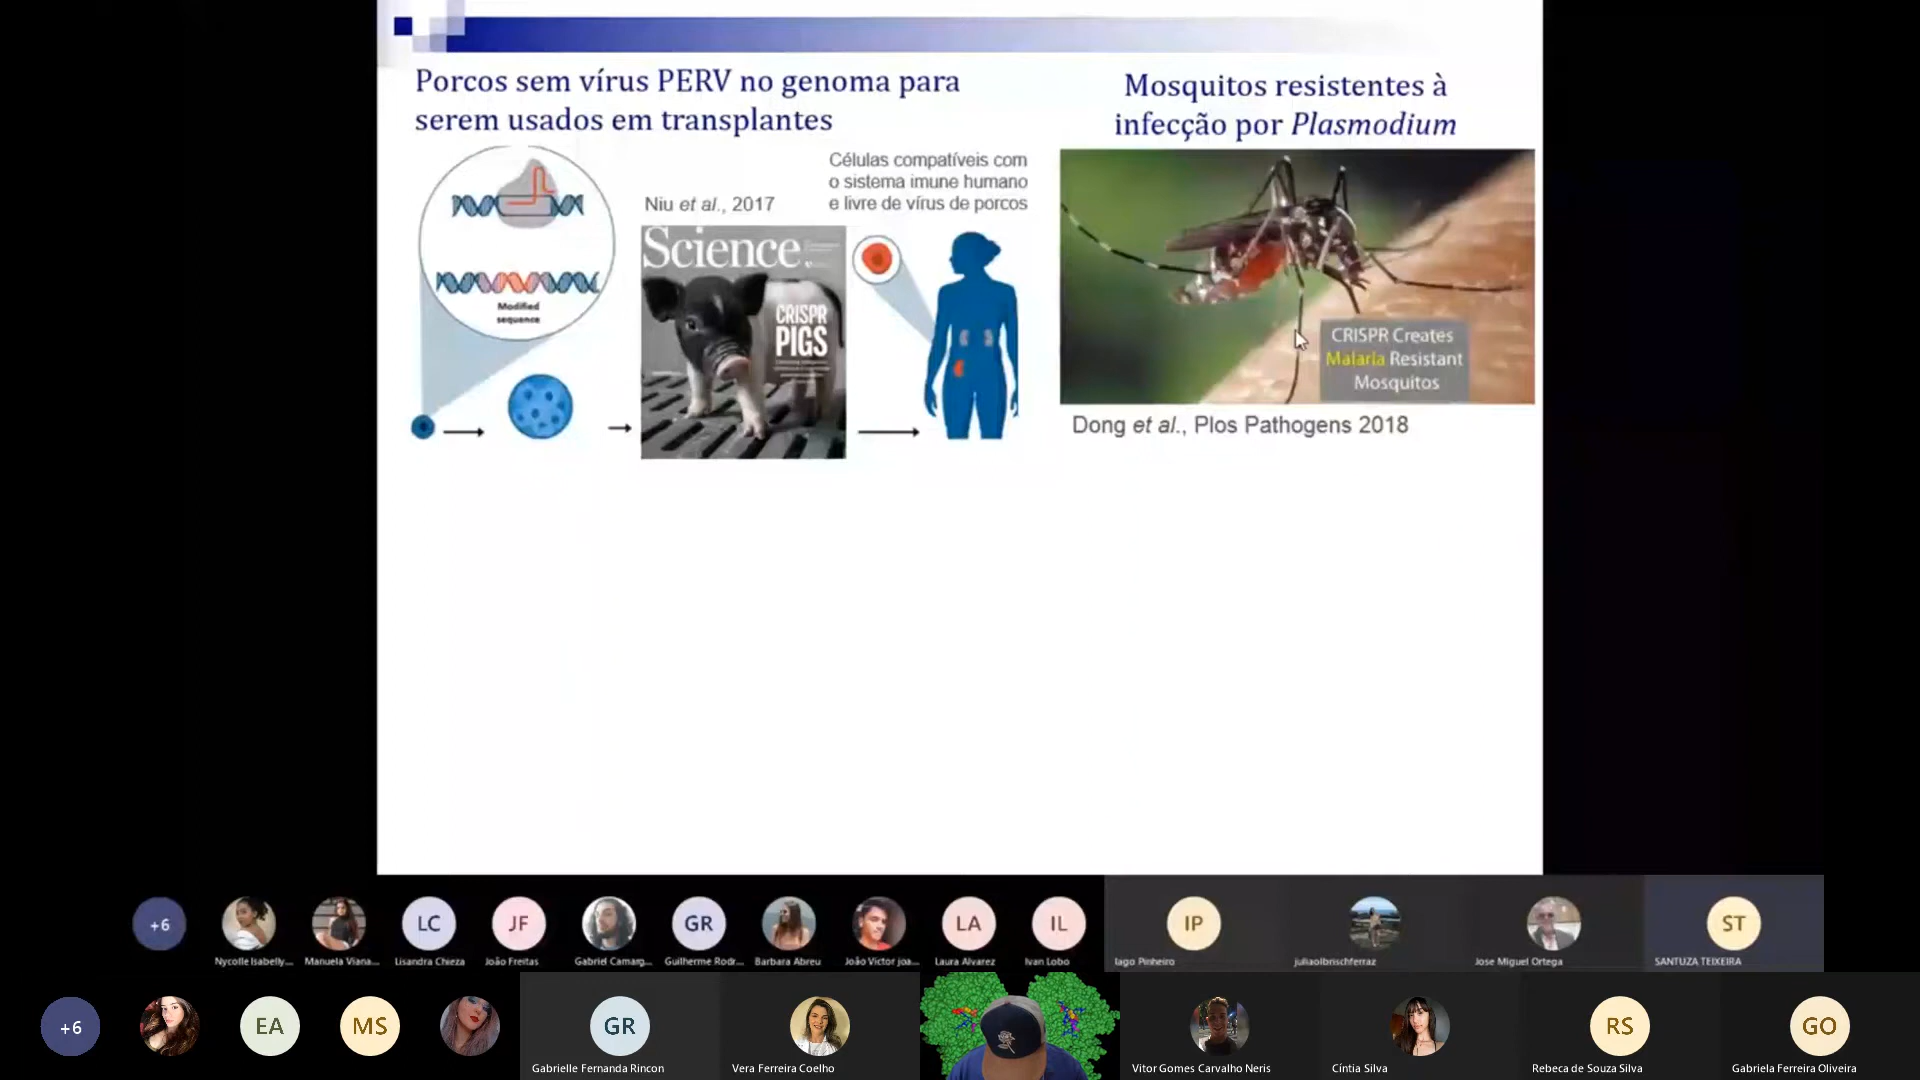 Porcos sem vírus PERV no genoma para
serem usados em transplantes
Modified
sequence
Niu et al., 2017
Science
CRISPR
PIGS
Células compatíveis com
o sistema imune humano
e livre de vírus de porcos
Mosquitos resistentes à
infecção por Plasmodium
CRISPR Creates
Malaria Resistant
Mosquitos
Dong et al., Plos Pathogens 2018
+6
Nycolle Isabelly...
Manuela Viana...
LC
Lisandra Chieza
JF
João Freitas
Gabriel Camarg...
GR
Guilherme Rodr...
Barbara Abreu
João Victor joa...
LA
Laura Alvarez
IL
Ivan Lobo
IP
Iago Pinheiro
juliaolbrischferraz
Jose Miguel Ortega
ST
SANTUZA TEIXEIRA
+6
EA
MS
GR
Gabrielle Fernanda Rincon
Vera Ferreira Coelho
Vitor Gomes Carvalho Neris
Cíntia Silva
RS
Rebeca de Souza Silva
GO
Gabriela Ferreira Oliveira